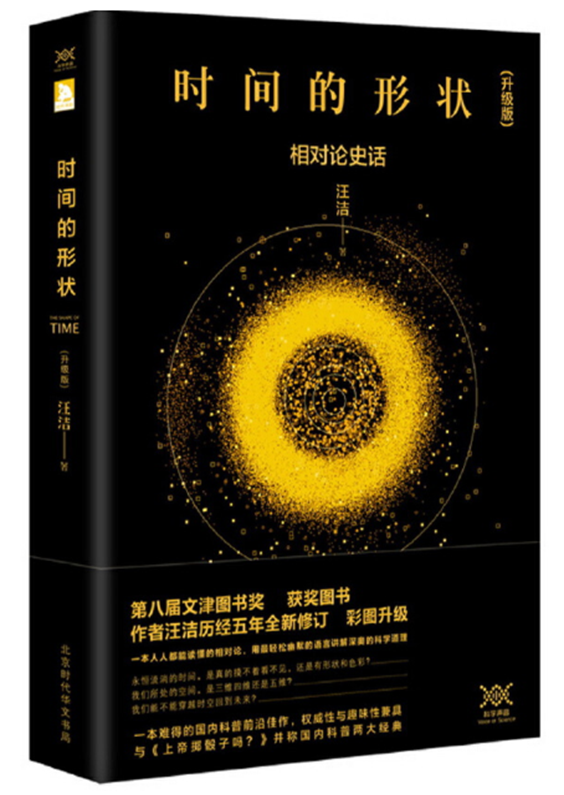 时间的形状
(升级版)
相对论史话
汪洁
著
第八届文津图书奖 获奖图书
作者汪洁历经五年全新修订 彩图升级
一本人人都能读懂的相对论,用最轻松幽默的语言讲解深奥的科学原理
永恒流淌的时间,是真的摸不着看不见,还是有形状和色彩?
我们所处的空间,是三维四维还是五维?
我们能不能穿越时空回到未来?
一本难得的国内科普前沿佳作,权威性与趣味性兼具
与《上帝掷骰子吗?》并称国内科普两大经典
科学声音
Voice of Science
时间的形状
THE SHAPE OF
TIME
(升级版)
汪洁
著
北京时代华文书局